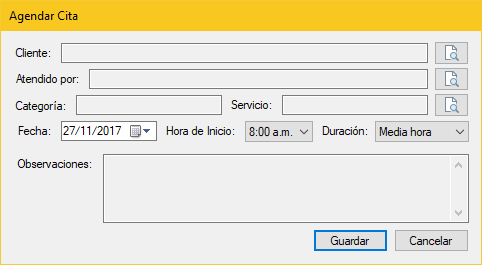 Agendar Cita
Cliente:
Atendido por:
Categoría: Servicio:
Fecha: 27/11/2017 Hora de Inicio: 8:00 a.m. Duración: Media hora
Observaciones:
Guardar Cancelar